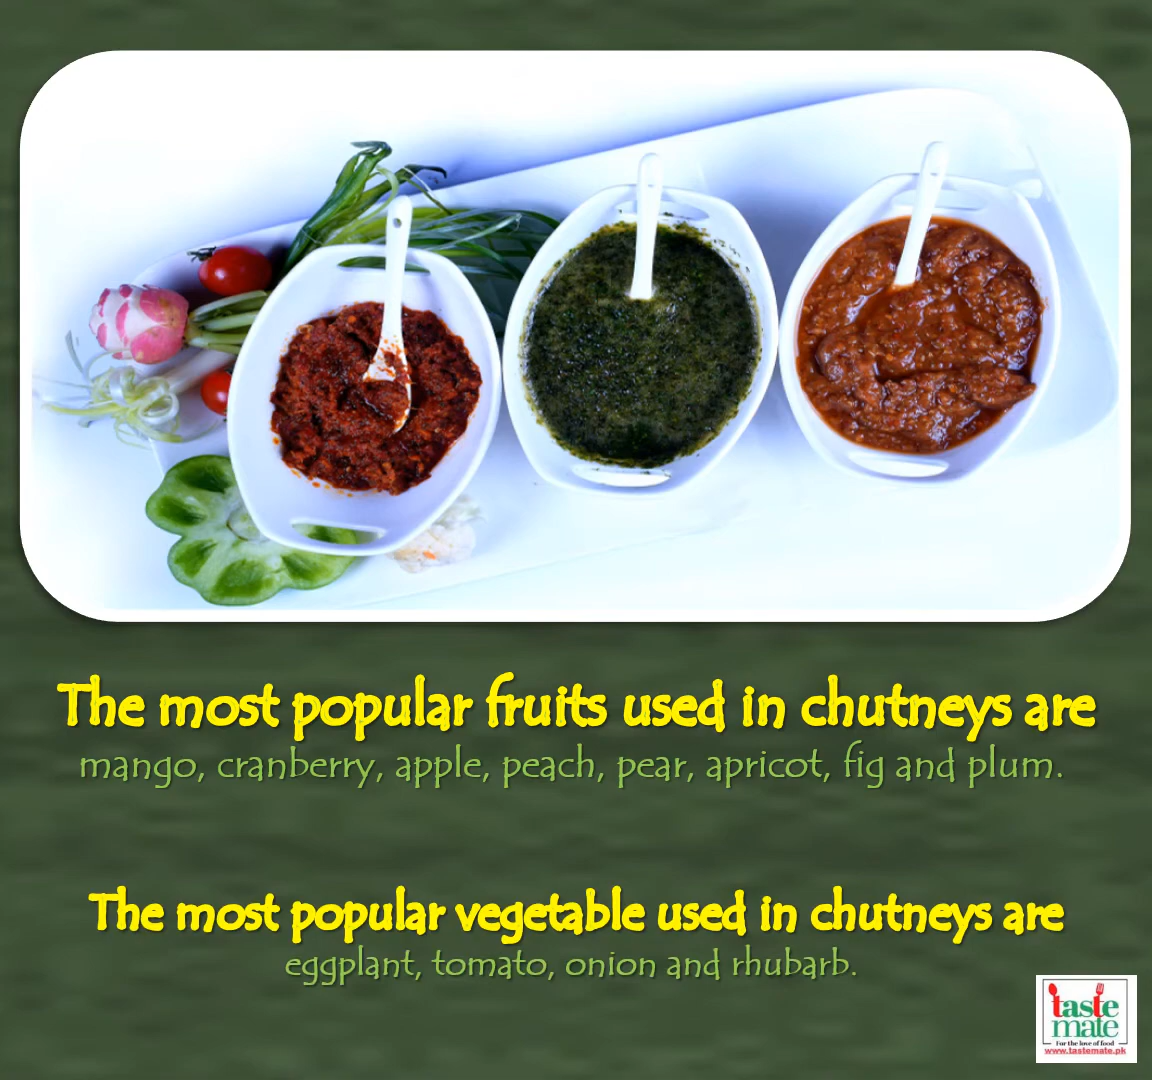 The most popular fruits used in chutneys are
mango, cranberry, apple, peach, pear, apricot, fig and plum.
The most popular vegetable used in chutneys are
eggplant, tomato, onion and rhubarb.
taste
mate
For the love of food
www.tastemate.pk